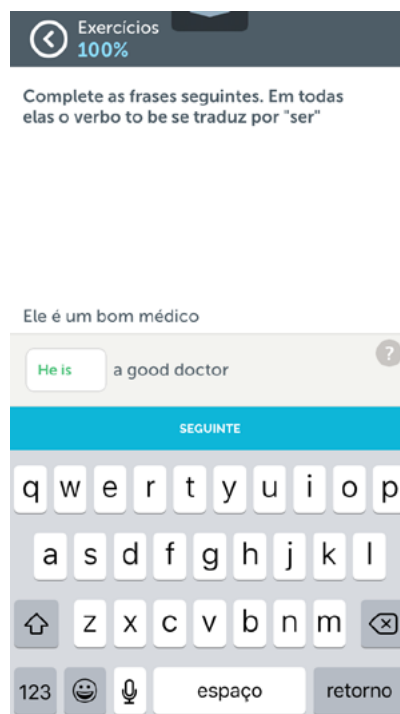 Exercícios
100%
Complete as frases seguintes. Em todas
elas o verbo to be se traduz por "ser"
Ele é um bom médico
?
He is a good doctor
SEGUINTE
q w e r t y u i o p
a s d f g h j k l
z x c v b n m
123 espaço retorno